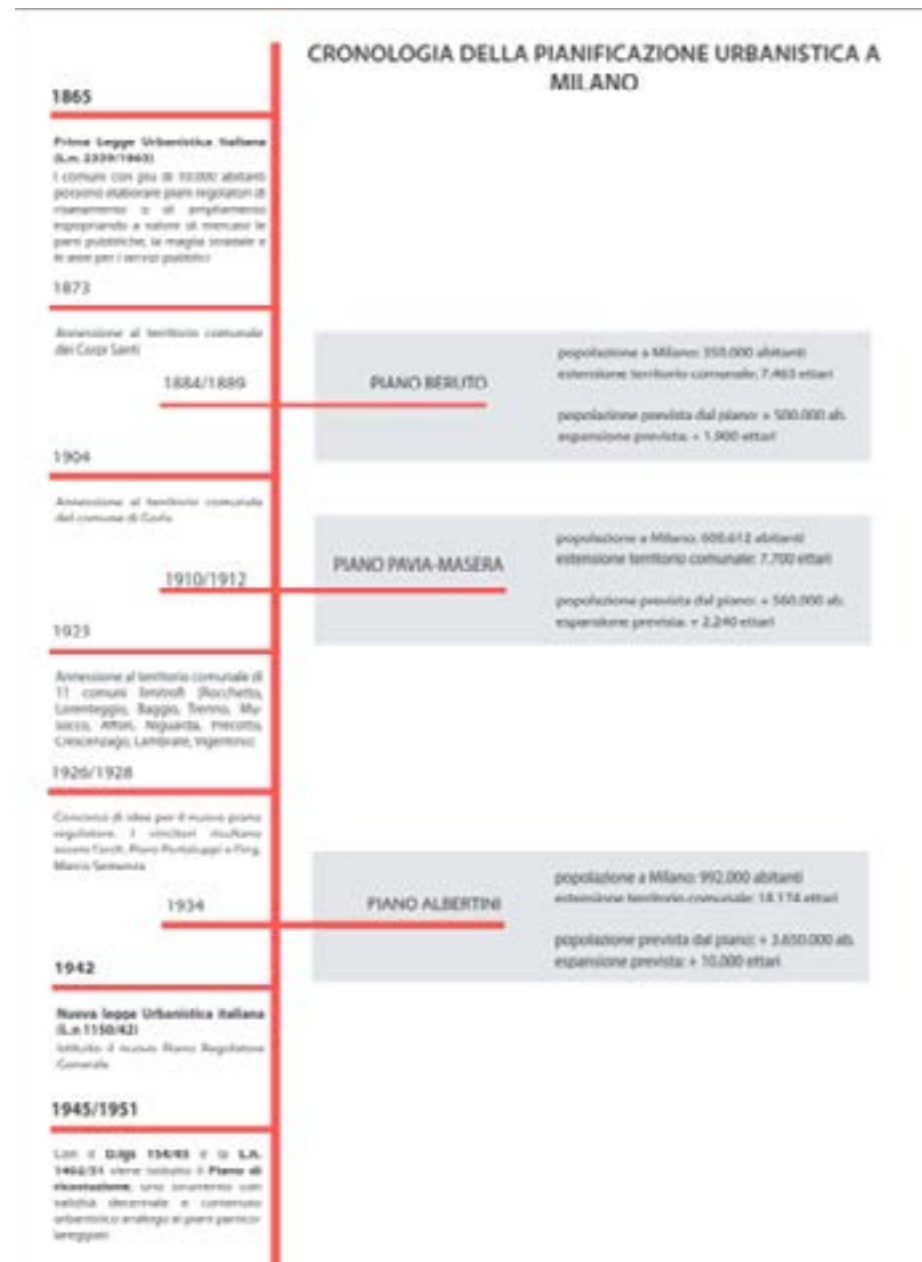 CRONOLOGIA DELLA PIANIFICAZIONE URBANISTICA A
MILANO
1865
Prima Legge Urbanistica Italiana
(L.n. 2359/1865)
I comuni con più di 10.000 abitanti
possono elaborare piani regolatori di
risanamento o di ampliamento
espropriando a valore di mercato le
parti pubbliche, la maglia stradale e
le aree per i servizi pubblici
1873
Annessione al territorio comunale
dei Corpi Santi
1884/1889
PIANO BERUTO
popolazione a Milano: 350.000 abitanti
estensione territorio comunale: 7.463 ettari
popolazione prevista dal piano: + 500.000 ab.
espansione prevista: + 1.900 ettari
1904
Annessione al territorio comunale
del comune di
1910/1912
PIANO PAVIA-MASERA
popolazione a Milano: 600.612 abitanti
estensione territorio comunale: 7.700 ettari
popolazione prevista dal piano: + 560.000 ab.
espansione prevista: + 2.240 ettari
1923
Annessione al territorio comunale di
11 comuni limitrofi (Rocchetto,
Lorenteggio, Baggio, Trenno, Mu-
socco, Affori, Niguarda, Precotto,
Crescenzago, Lambrate, Vigentino)
1926/1928
Concorso di idee per il nuovo piano
regolatore. I vincitori risultano
essere l'arch. Piero Portaluppi e l'ing.
Marco Semenza
1934
PIANO ALBERTINI
popolazione a Milano: 992.000 abitanti
estensione territorio comunale: 18.174 ettari
popolazione prevista dal piano: + 3.650.000 ab.
espansione prevista: + 10.000 ettari
1942
Nuova legge Urbanistica Italiana
(L.n 1150/42)
Istituito il nuovo Piano Regolatore
Generale
1945/1951
Con il D.lgs 154/45 e la L.n.
1402/51 viene istituito il Piano di
ricostruzione, uno strumento con
validità decennale e contenuto
urbanistico analogo ai piani partico-
lareggiati